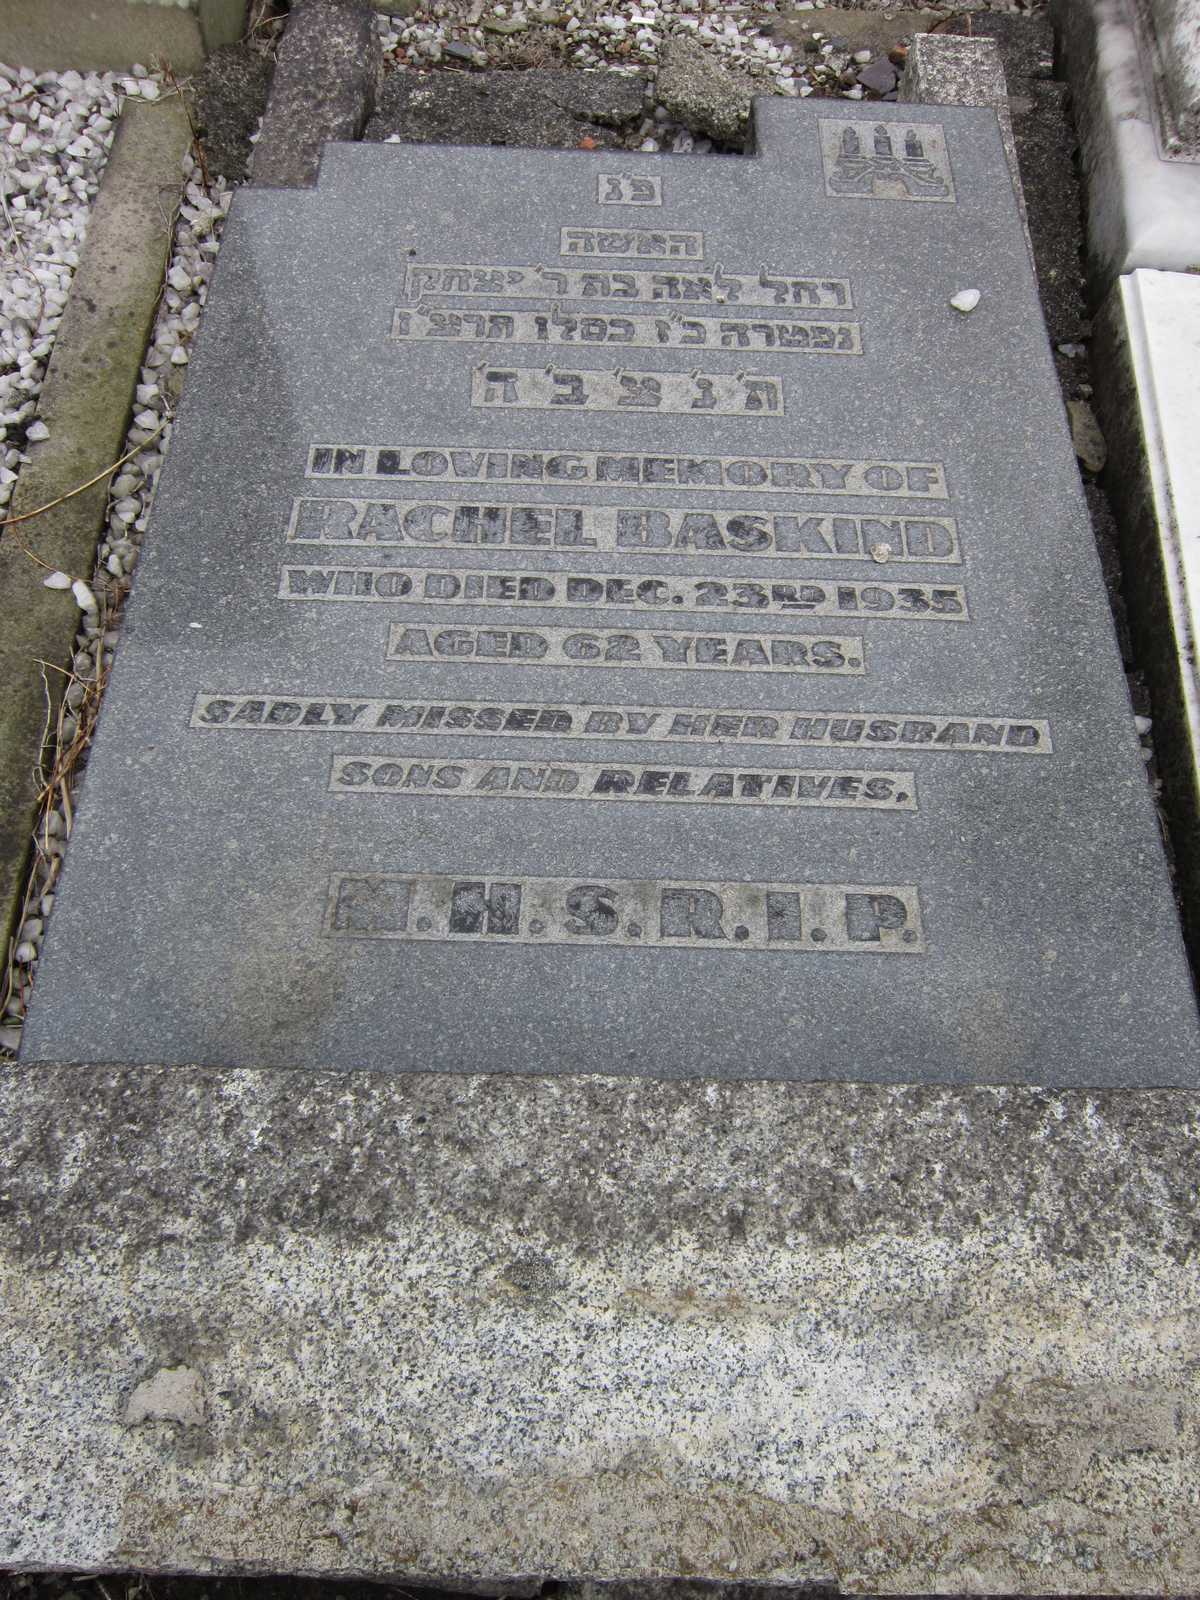 פ'נ
האשה
רחל לאה בת ר' יצחק
נפטרה כ"ז כסלו תרצ"ו
ת' נ' צ' ב' ה'
IN LOVING MEMORY OF
RACHEL BASKIND
WHO DIED DEC. 23RD 1935
AGED 62 YEARS.
SADLY MISSED BY HER HUSBAND
SONS AND RELATIVES,
M.H.S.R.I.P.